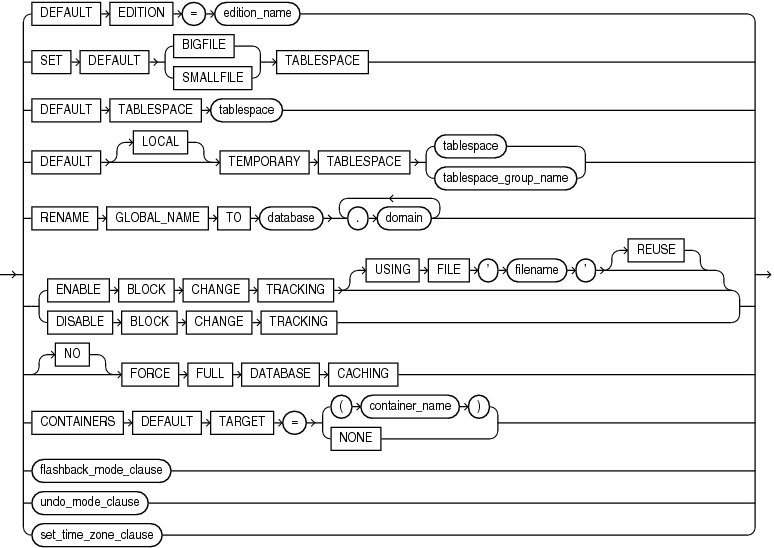 DEFAULT EDITION = edition_name
BIGFILE
SET DEFAULT TABLESPACE
SMALLFILE
DEFAULT TABLESPACE tablespace
LOCAL tablespace
DEFAULT TEMPORARY TABLESPACE
tablespace_group_name
RENAME GLOBAL_NAME TO database . domain
REUSE
USING FILE ' filename '
ENABLE BLOCK CHANGE TRACKING
DISABLE BLOCK CHANGE TRACKING
NO
FORCE FULL DATABASE CACHING
( container_name )
CONTAINERS DEFAULT TARGET =
NONE
flashback_mode_clause
undo_mode_clause
set_time_zone_clause